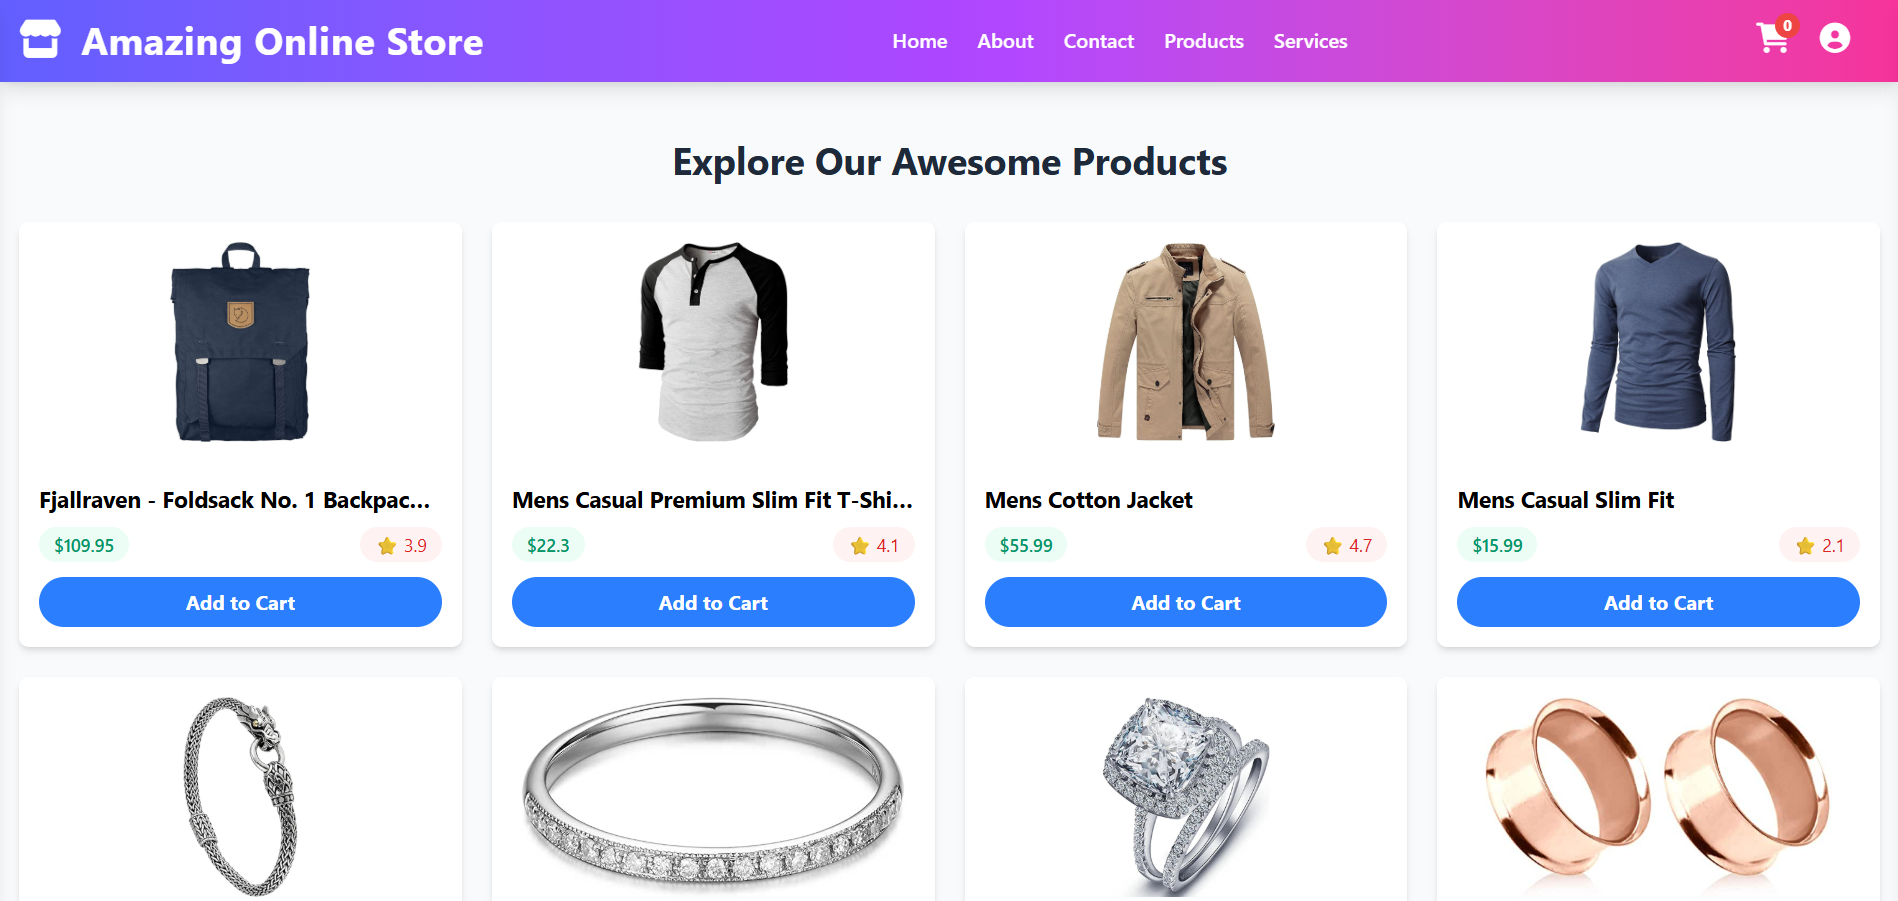 Amazing Online Store
Home About Contact Products Services
0
Explore Our Awesome Products
Fjallraven - Foldsack No. 1 Backpac...
$109.95 3.9
Add to Cart
Mens Casual Premium Slim Fit T-Shi...
$22.3 4.1
Add to Cart
Mens Cotton Jacket
$55.99 4.7
Add to Cart
Mens Casual Slim Fit
$15.99 2.1
Add to Cart